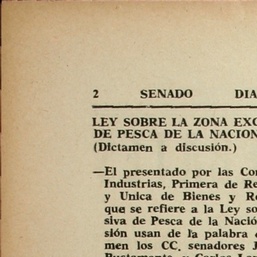 2 SENADO DIA
LEY SOBRE LA ZONA EXC
DE PESCA DE LA NACION
(Dictamen a discusión.)
—El presentado por las Co
Industrias, Primera de Re
y Unica de Bienes y Re
que se refiere a la Ley so
siva de Pesca de la Nació
sión usan de la palabra
men los CC. senadores J